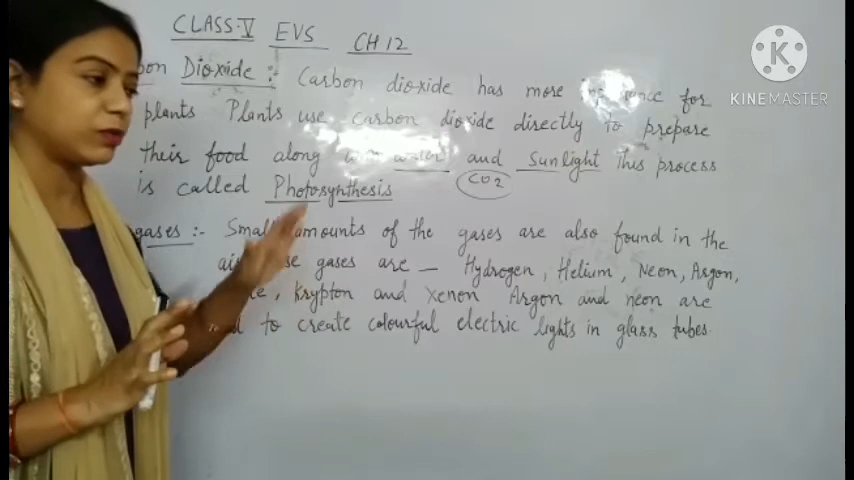 CLASS-V EVS CH 12
Dioxide :- Carbon dioxide has more for
plants Plants use carbon dioxide directly to prepare
their food along water and Sunlight This process
is called Photosynthesis CO2
gases :- Small amounts of the gases are also found in the
gases are — Hydrogen, Helium, Neon, Argon,
Krypton and Xenon Argon and neon are
to create colourful electric lights in glass tubes
K
KINEMASTER